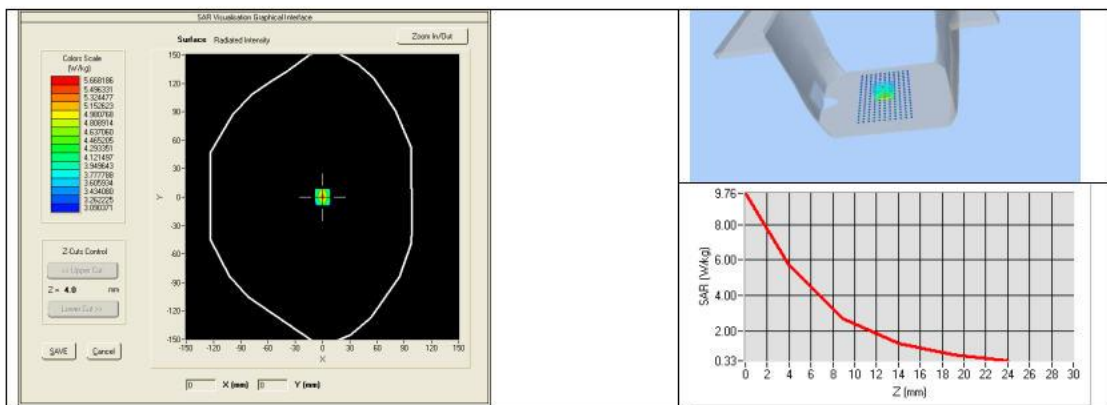 SAR Visualisation Graphical Interface
Surface Radiated Intensity
Zoom In/Out
Colors Scale
(W/kg)
5.668186
5.496331
5.324477
5.152623
4.980768
4.808914
4.637060
4.465205
4.293351
4.121497
3.949643
3.777788
3.605934
3.434080
3.262225
3.090371
Z-Cuts Control
<< Upper Cut
Z = 4.0 mm
Lower Cut >>
SAVE Cancel
150
120
90
60
30
0
-30
-60
-90
-120
-150
Y
-150 -120 -90 -60 -30 0 30 60 90 120 150
X
0 X (mm) 0 Y (mm)
9.76
8.00
6.00
4.00
2.00
0.33
SAR (W/kg)
0 2 4 6 8 10 12 14 16 18 20 22 24 26 28 30
Z (mm)